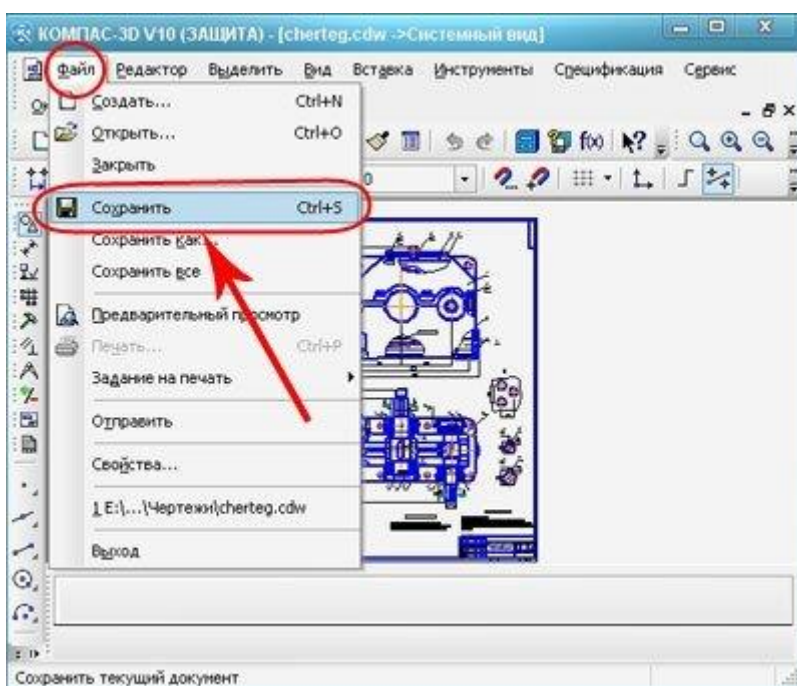 КОМПАС-3D V10 (ЗАЩИТА) - [cherteg.cdw ->Системный вид]
Файл Редактор Выделить Вид Вставка Инструменты Спецификация Сервис
Создать... Ctrl+N
Открыть... Ctrl+O
f(x)
Закрыть
0
Сохранить Ctrl+S
Сохранить как...
Сохранить все
Предварительный просмотр
Печать... Ctrl+P
Задание на печать
Отправить
Свойства...
1 E:\...\Чертежи\cherteg.cdw
Выход
Сохранить текущий документ